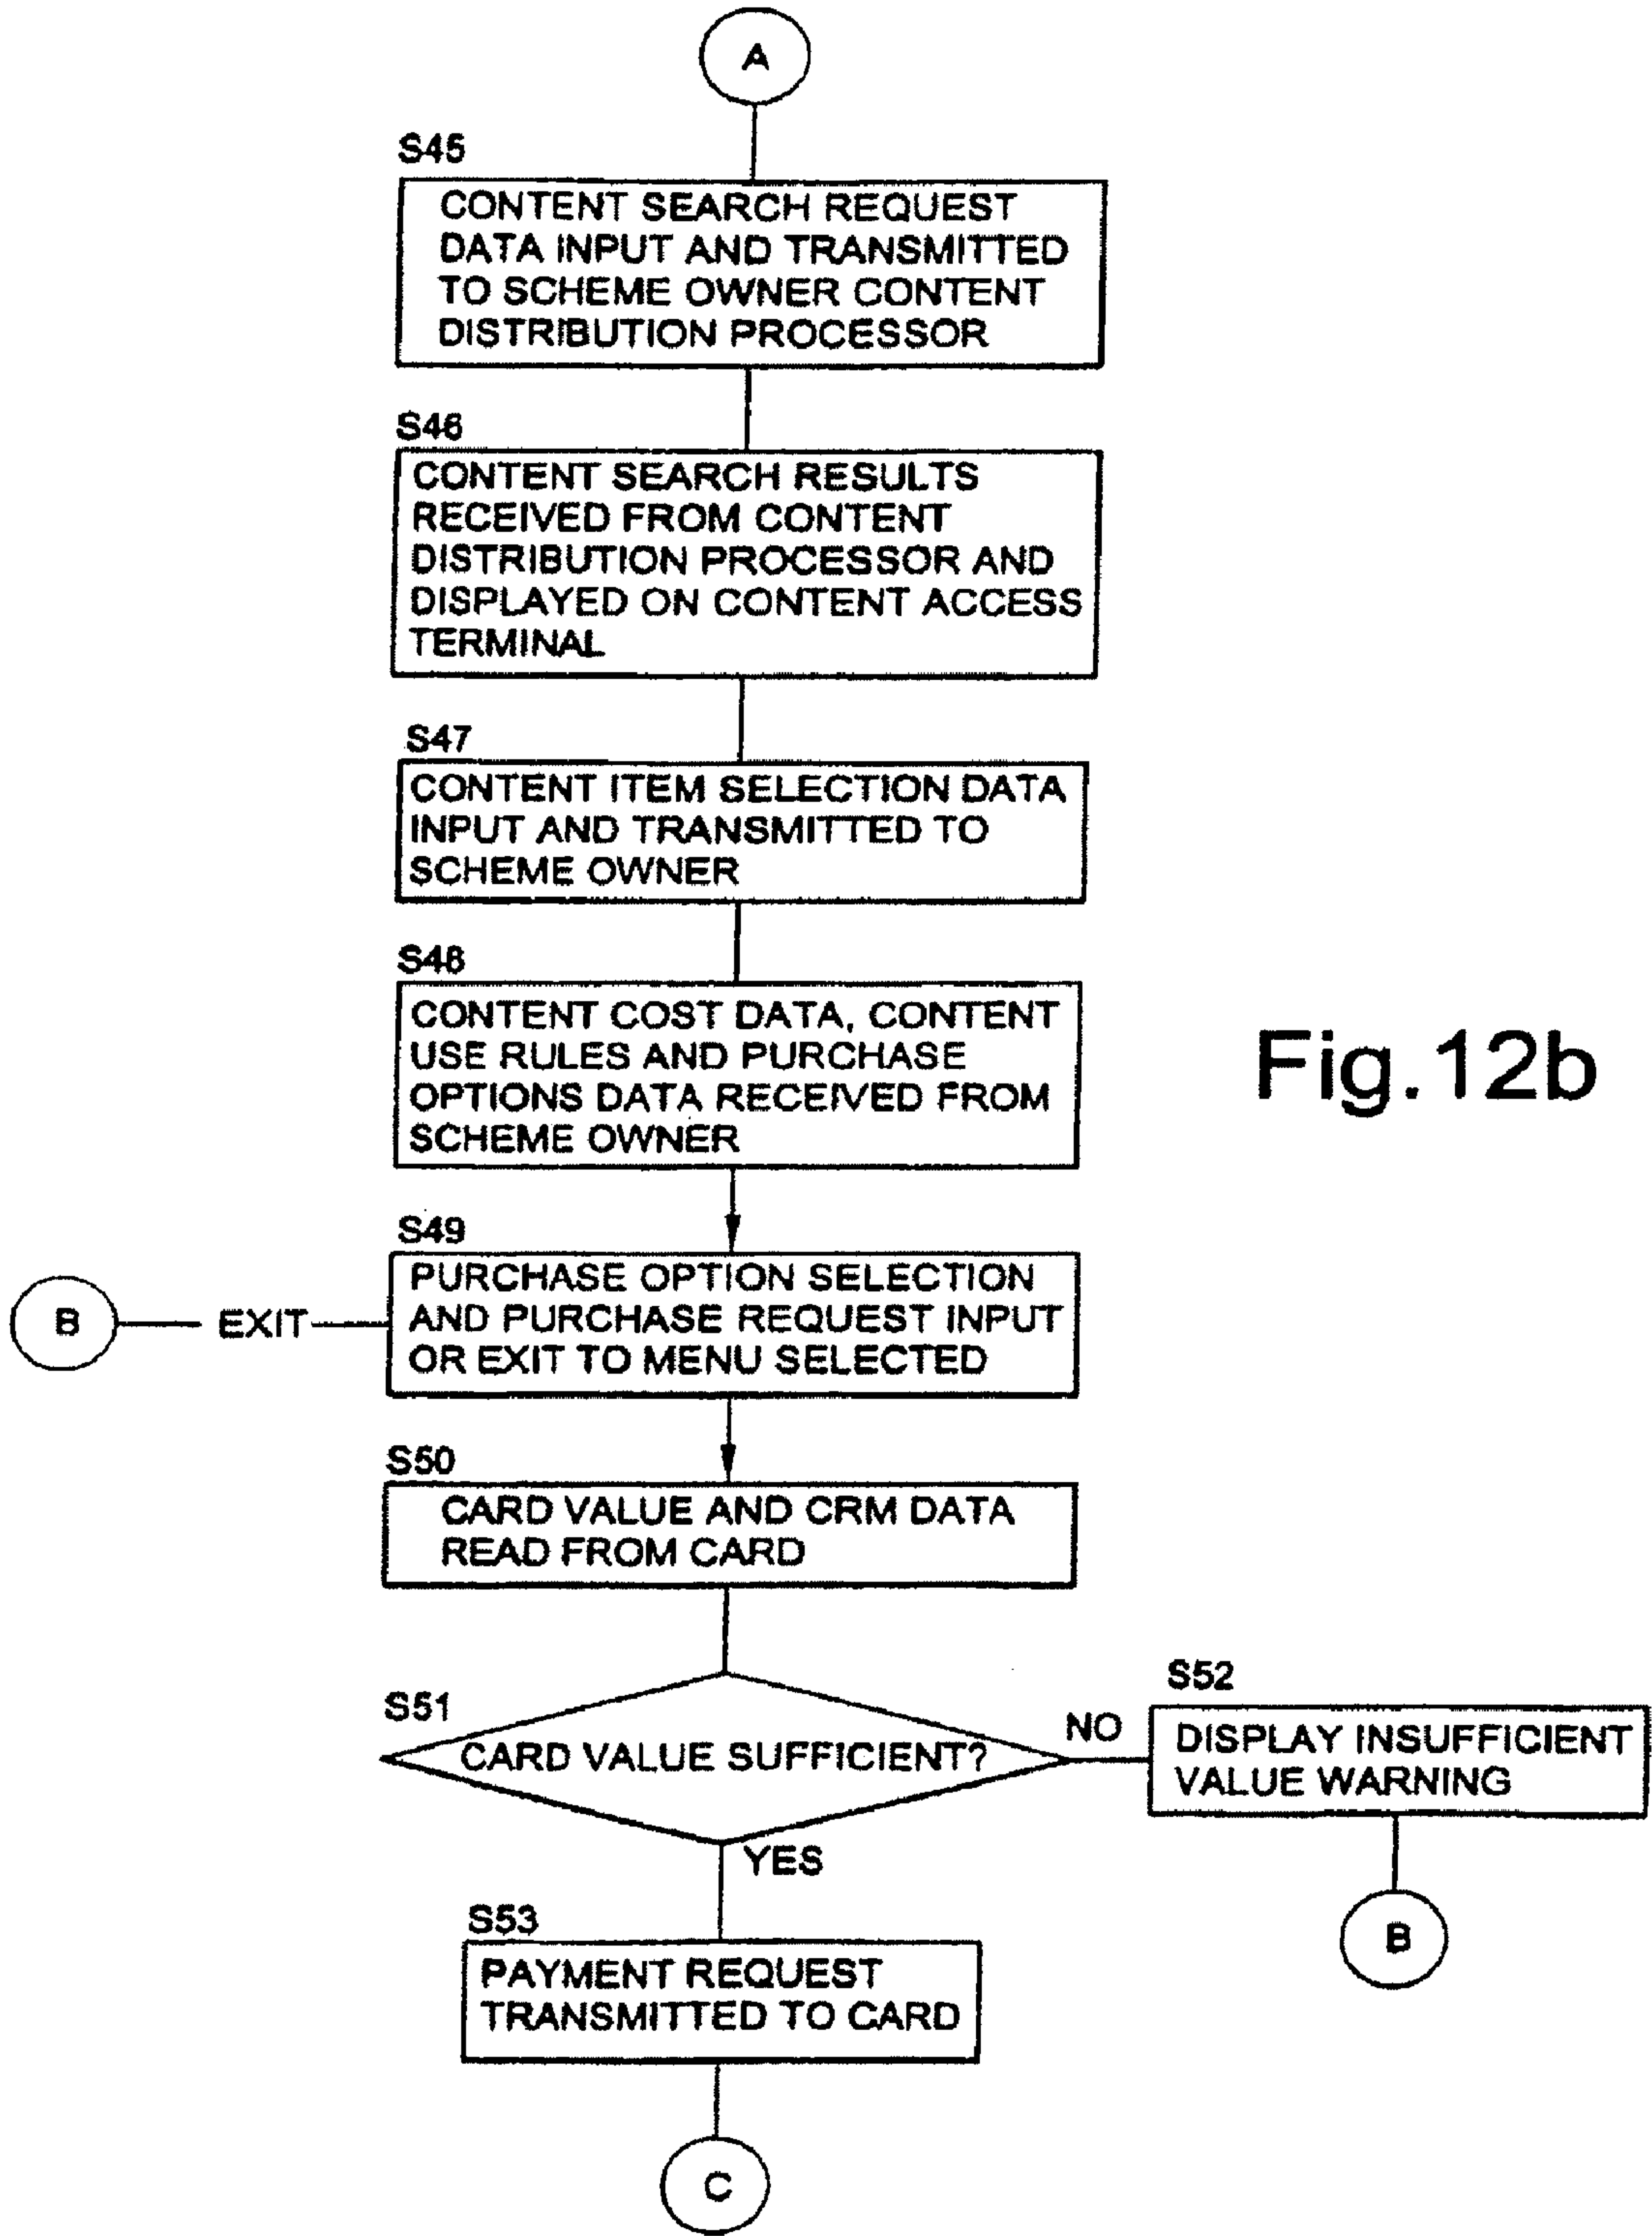 A
S45
CONTENT SEARCH REQUEST
DATA INPUT AND TRANSMITTED
TO SCHEME OWNER CONTENT
DISTRIBUTION PROCESSOR
S46
CONTENT SEARCH RESULTS
RECEIVED FROM CONTENT
DISTRIBUTION PROCESSOR AND
DISPLAYED ON CONTENT ACCESS
TERMINAL
S47
CONTENT ITEM SELECTION DATA
INPUT AND TRANSMITTED TO
SCHEME OWNER
S48
CONTENT COST DATA, CONTENT
USE RULES AND PURCHASE
OPTIONS DATA RECEIVED FROM
SCHEME OWNER
Fig.12b
S49
PURCHASE OPTION SELECTION
AND PURCHASE REQUEST INPUT
OR EXIT TO MENU SELECTED
B
EXIT
S50
CARD VALUE AND CRM DATA
READ FROM CARD
S51
CARD VALUE SUFFICIENT?
NO
S52
DISPLAY INSUFFICIENT
VALUE WARNING
B
YES
S53
PAYMENT REQUEST
TRANSMITTED TO CARD
C